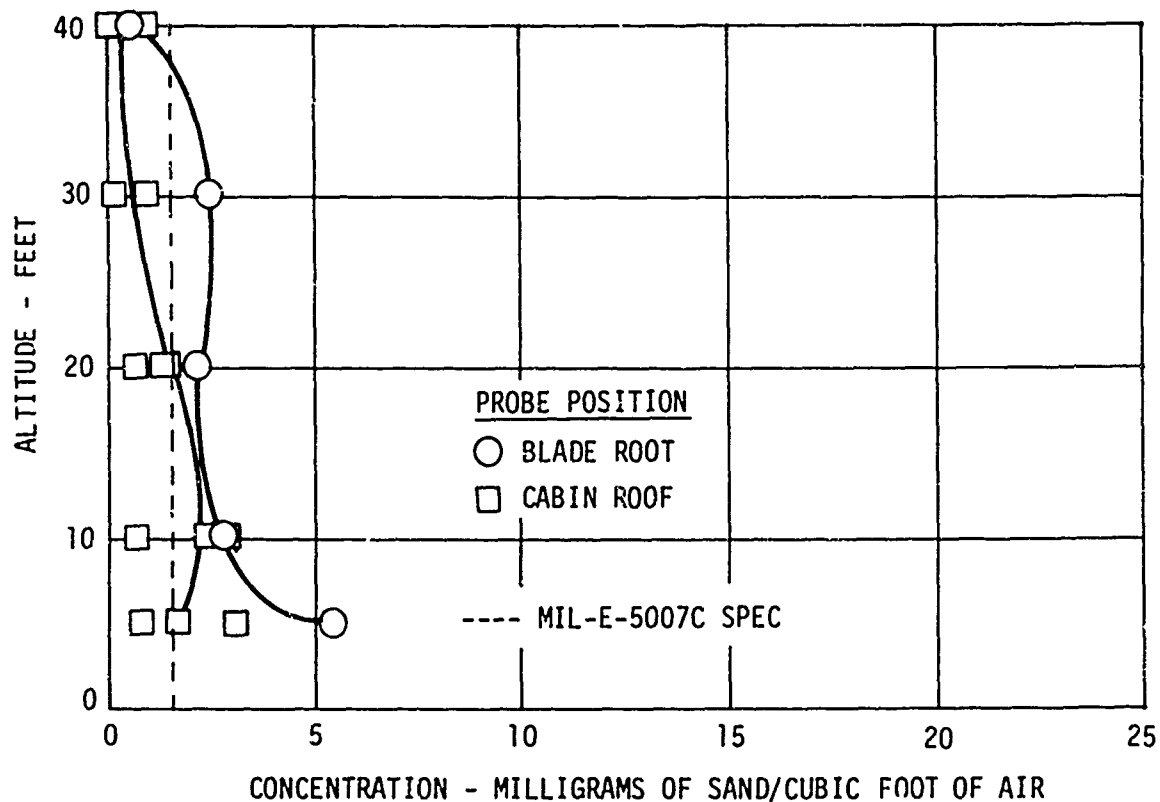 40
30
20
10
0
ALTITUDE - FEET
PROBE POSITION
BLADE ROOT
CABIN ROOF
---- MIL-E-5007C SPEC
0 5 10 15 20 25
CONCENTRATION - MILLIGRAMS OF SAND/CUBIC FOOT OF AIR